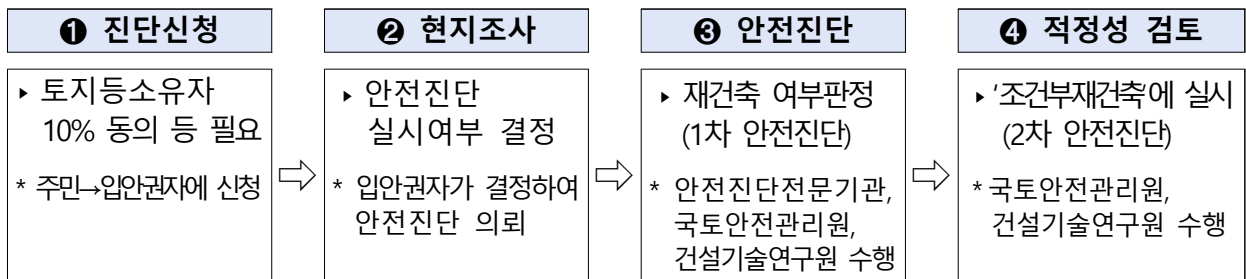 ❶ 진단신청
▸ 토지등소유자
10% 동의 등 필요
* 주민→입안권자에 신청
⇨
❷ 현지조사
▸ 안전진단
실시여부 결정
* 입안권자가 결정하여
안전진단 의뢰
⇨
❸ 안전진단
▸ 재건축 여부판정
(1차 안전진단)
* 안전진단전문기관,
국토안전관리원,
건설기술연구원 수행
⇨
❹ 적정성 검토
▸ '조건부재건축'에 실시
(2차 안전진단)
* 국토안전관리원,
건설기술연구원 수행